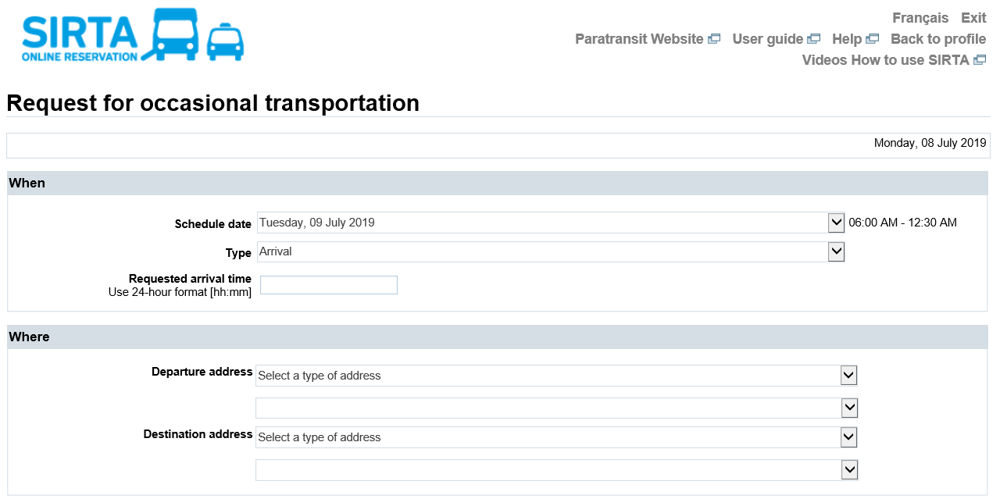 SIRTA
ONLINE RESERVATION
Français Exit
Paratransit Website User guide Help Back to profile
Videos How to use SIRTA
Request for occasional transportation
Monday, 08 July 2019
When
Schedule date Tuesday, 09 July 2019 06:00 AM - 12:30 AM
Type Arrival
Requested arrival time
Use 24-hour format [hh:mm]
Where
Departure address Select a type of address
Destination address Select a type of address